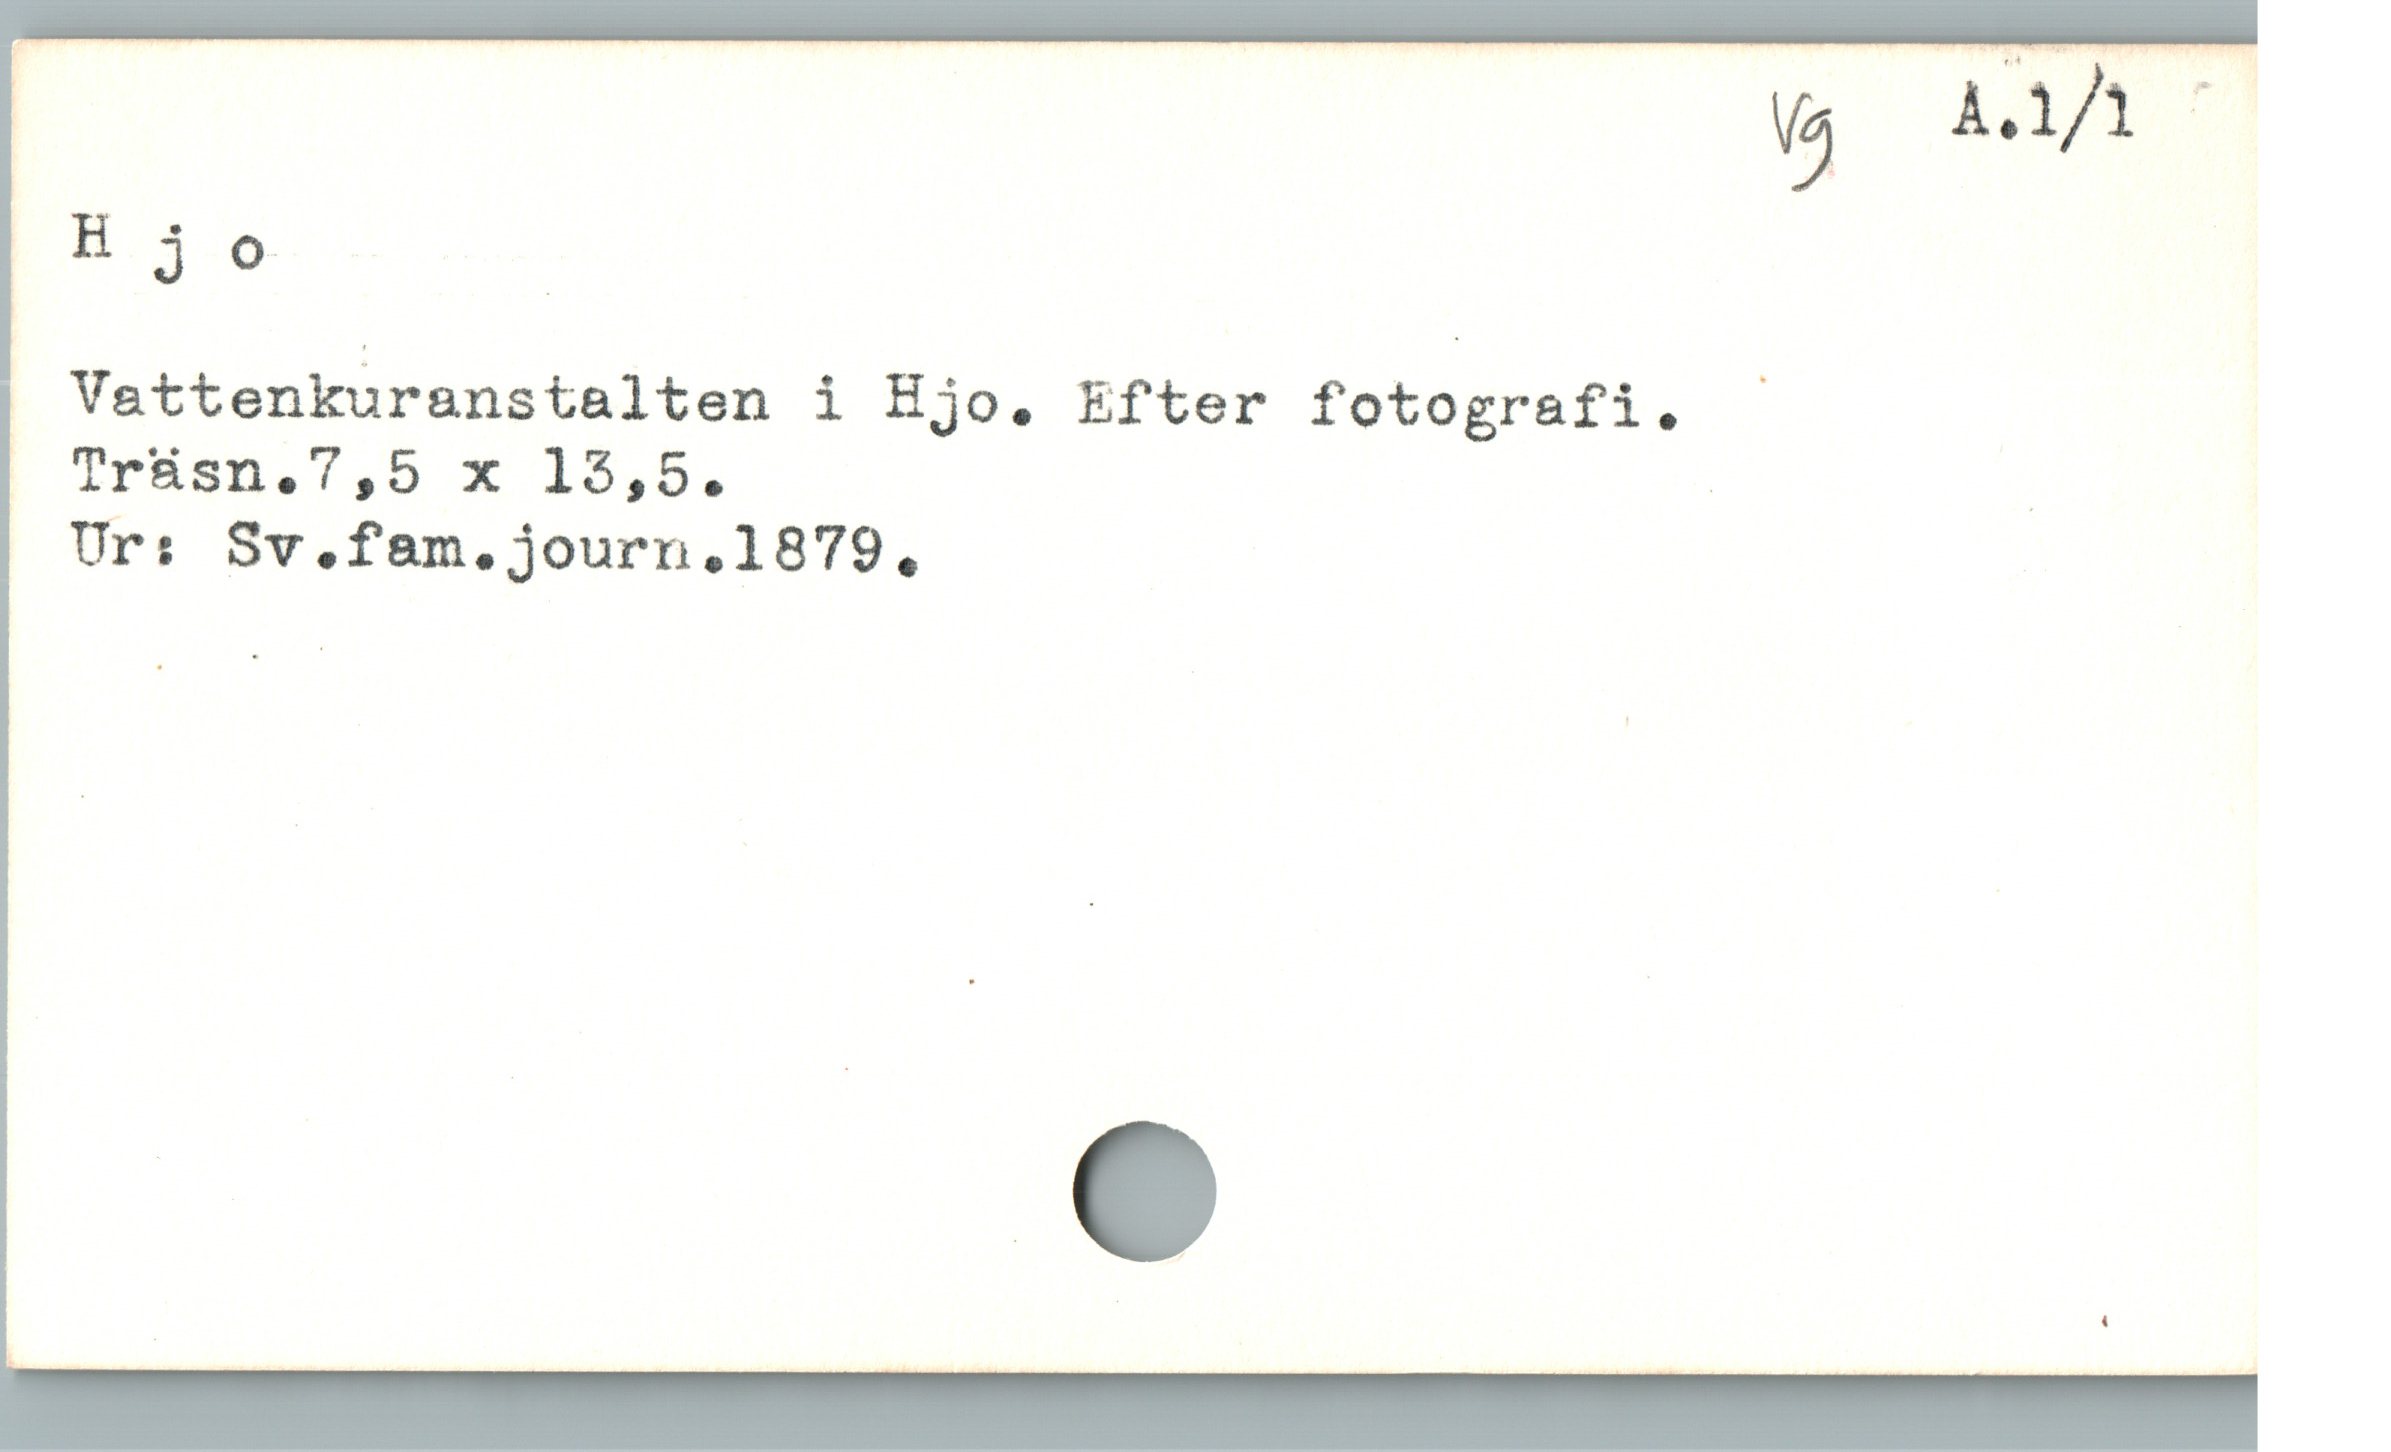 Vg A.1/1
H j o
Vattenkuranstalten i Hjo. Efter fotografi.
Träsn.7,5 x 13,5.
Ur: Sv.fam.journ.1879.